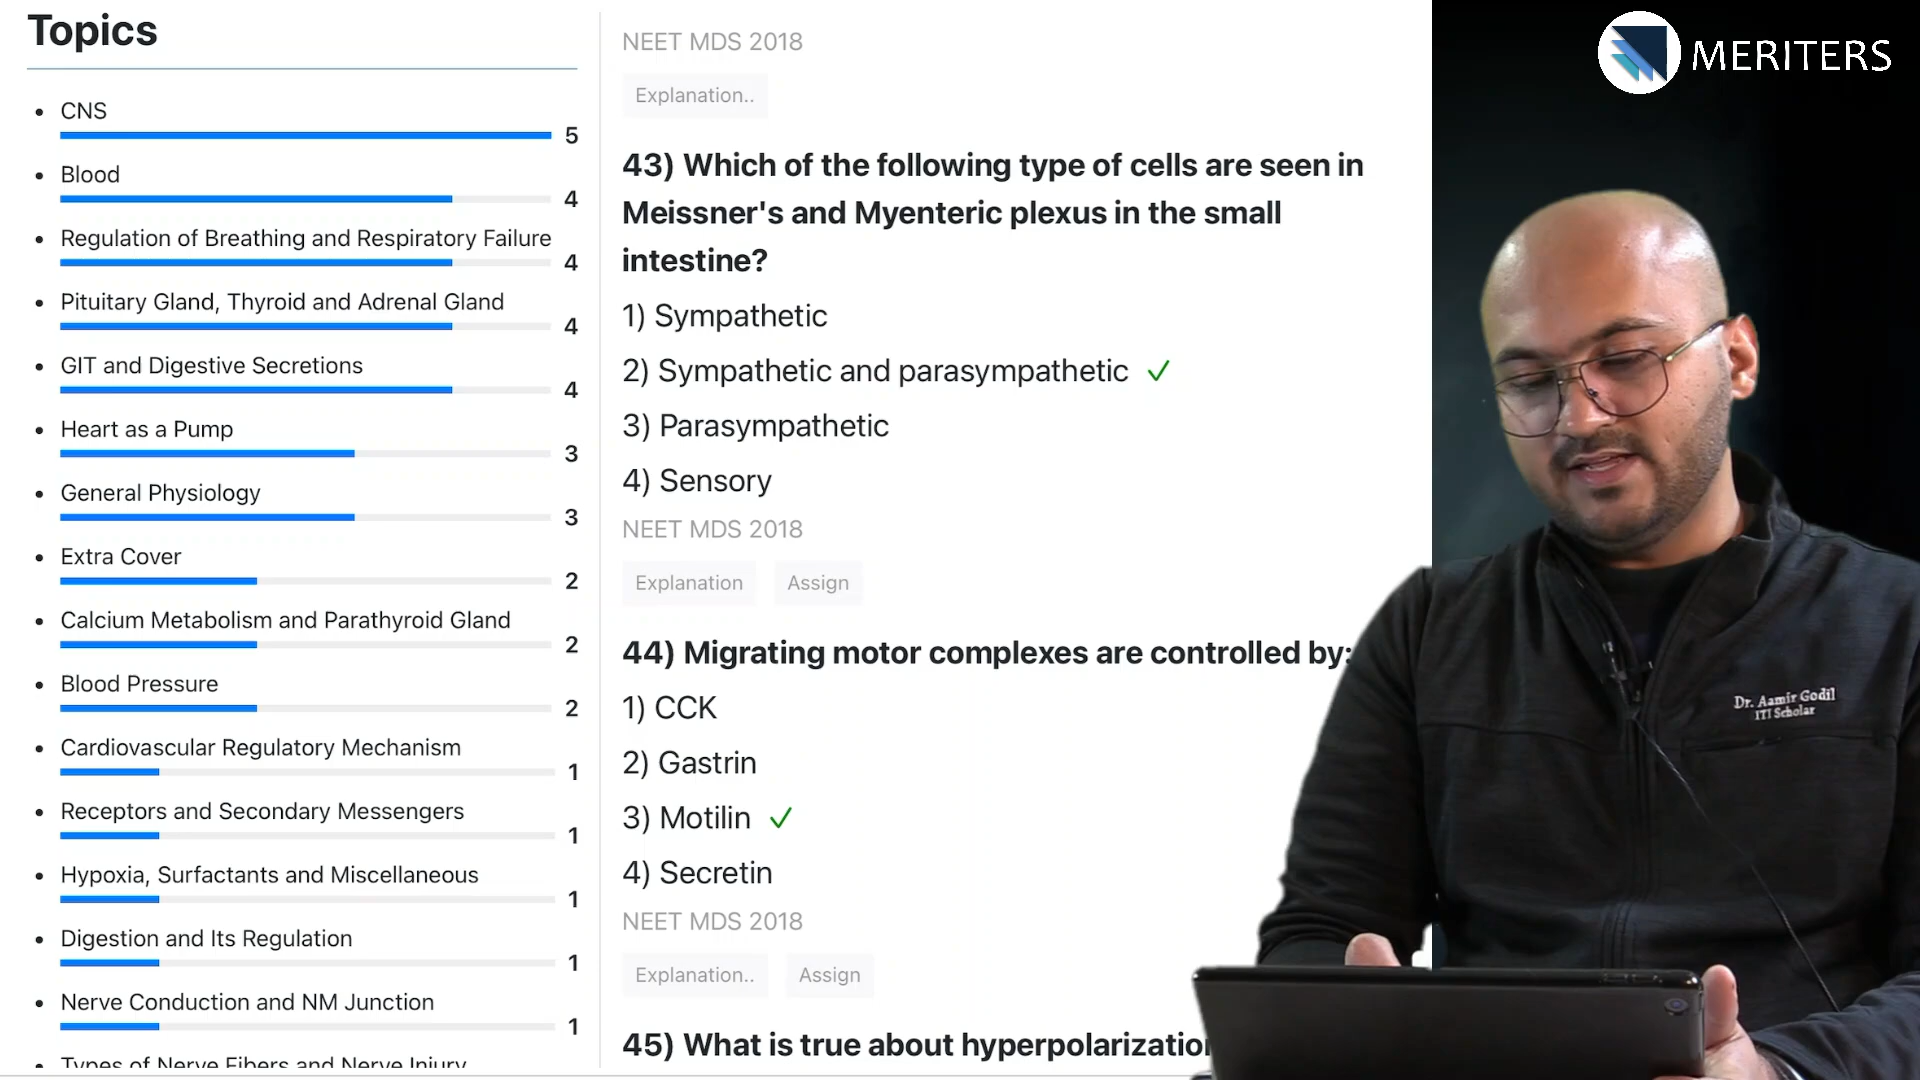 Topics
CNS
5
Blood
4
Regulation of Breathing and Respiratory Failure
4
Pituitary Gland, Thyroid and Adrenal Gland
4
GIT and Digestive Secretions
4
Heart as a Pump
3
General Physiology
3
Extra Cover
2
Calcium Metabolism and Parathyroid Gland
2
Blood Pressure
2
Cardiovascular Regulatory Mechanism
1
Receptors and Secondary Messengers
1
Hypoxia, Surfactants and Miscellaneous
1
Digestion and Its Regulation
1
Nerve Conduction and NM Junction
1
Types of Nerve Fibers and Nerve Injury
NEET MDS 2018
Explanation..
43) Which of the following type of cells are seen in
Meissner's and Myenteric plexus in the small
intestine?
1) Sympathetic
2) Sympathetic and parasympathetic ✓
3) Parasympathetic
4) Sensory
NEET MDS 2018
Explanation Assign
44) Migrating motor complexes are controlled by:
1) CCK
2) Gastrin
3) Motilin ✓
4) Secretin
NEET MDS 2018
Explanation.. Assign
45) What is true about
MERITERS
Dr. Aamir Godil
ITI Scholar